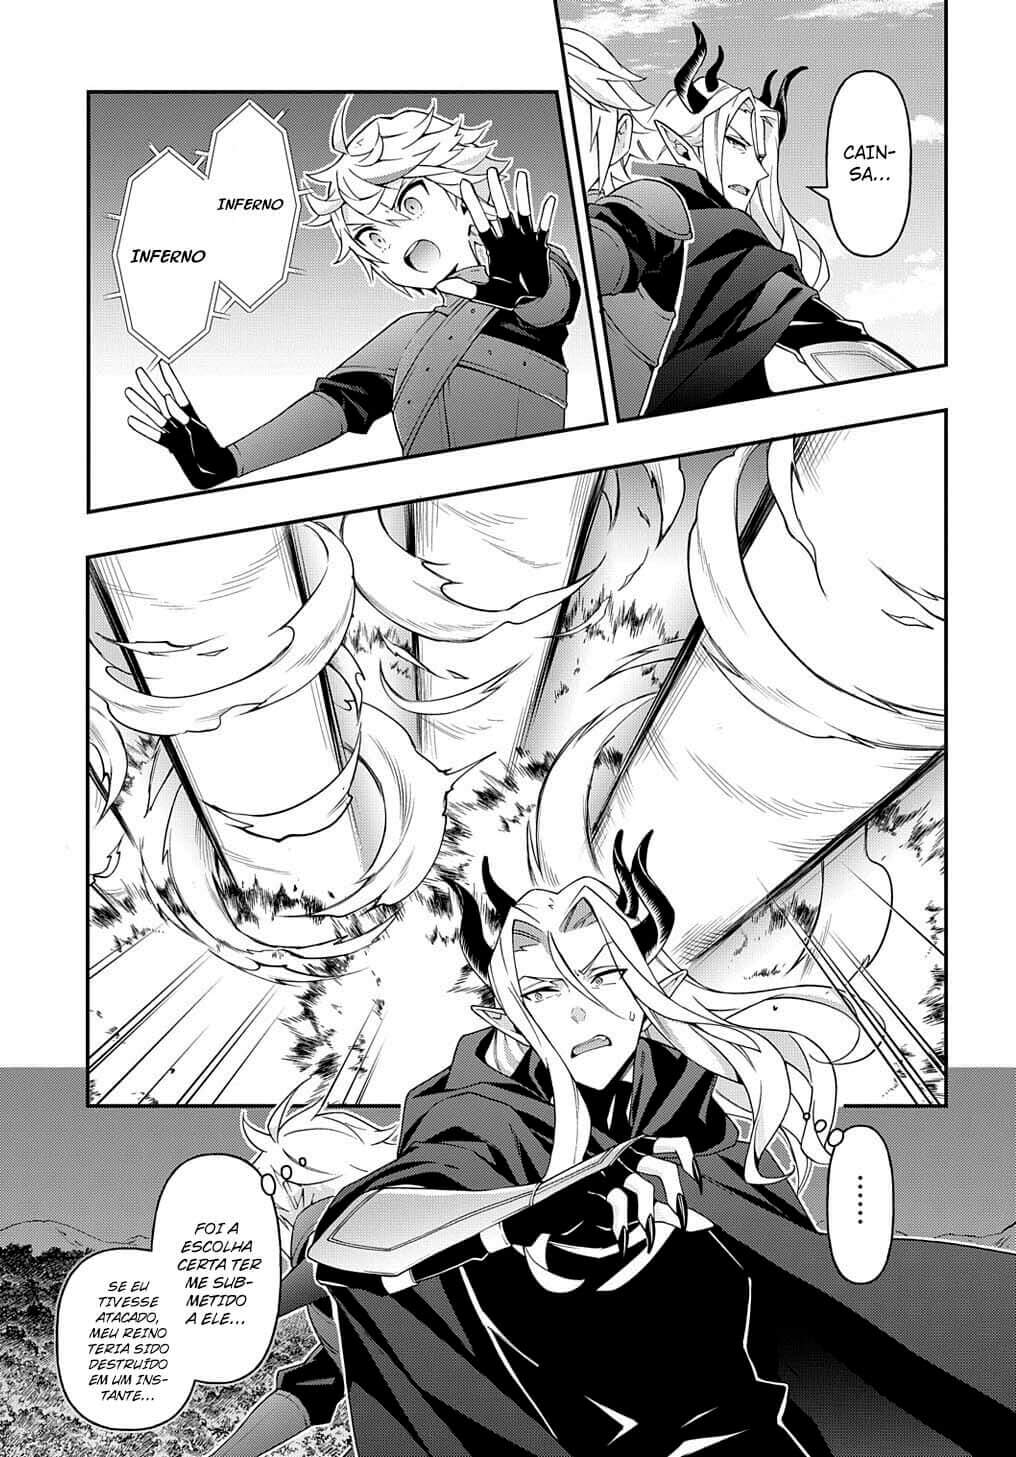 CAIN-
SA...
INFERNO
INFERNO
........
FOI A
ESCOLHA
CERTA TER
ME SUB-
METIDO
A ELE...
SE EU
TIVESSE
ATACADO,
MEU REINO
TERIA SIDO
DESTRUÍDO
EM UM INS-
TANTE...